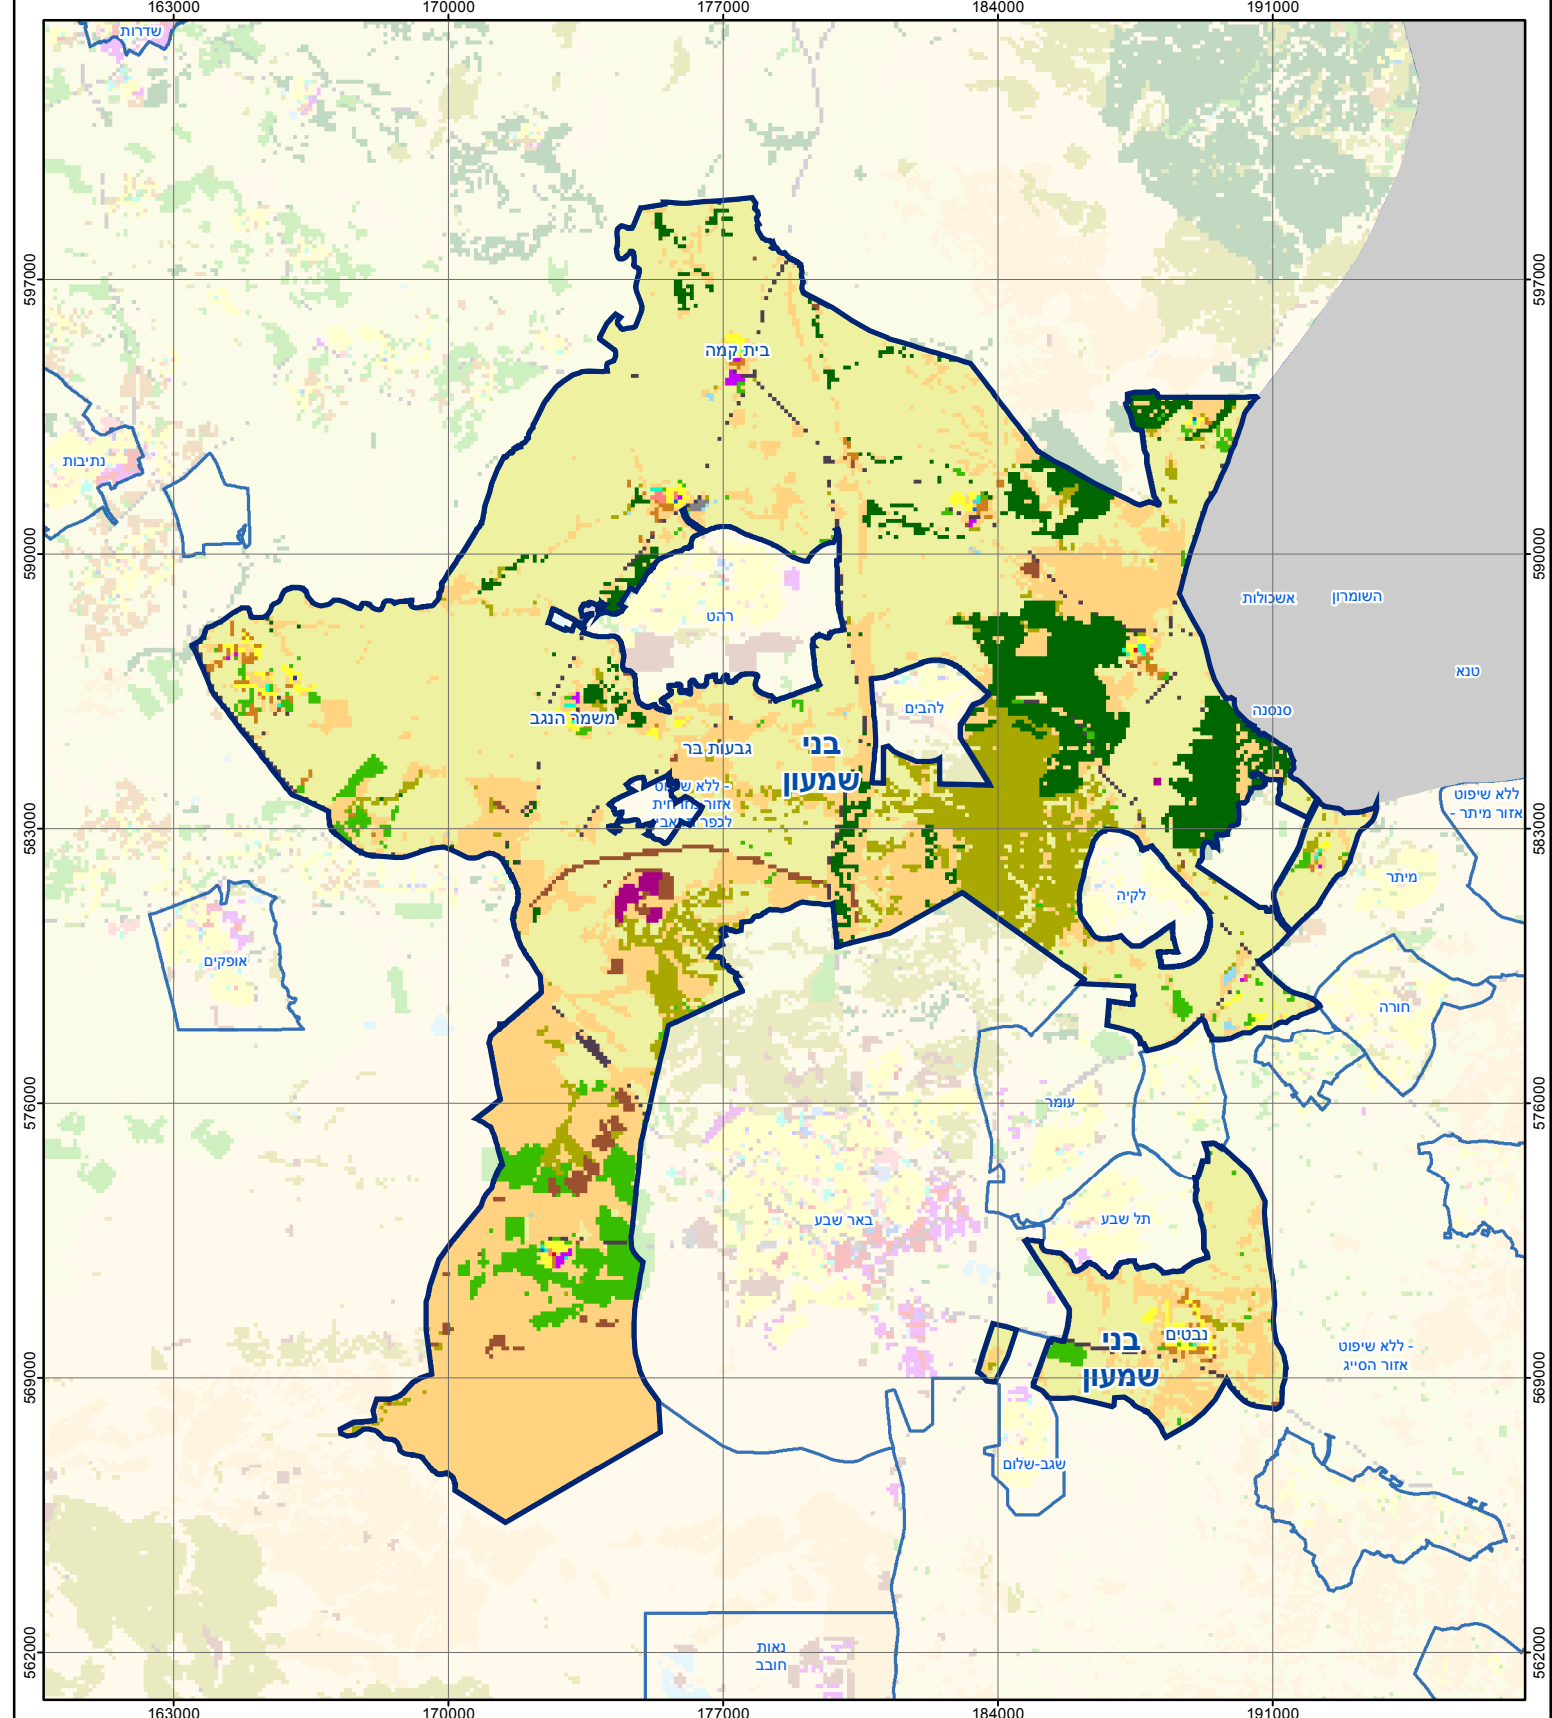 163000
170000
177000
184000
191000
שדרות
597000
597000
בית קמה
נתיבות
590000
590000
השומרון
אשכולות
רהט
טנא
להבים
סנסנה
משמר הנגב
גבעות בר
בני
שמעון
- ללא שיפוט
אזור מזרחית
ללא שיפוט
אזור מיתר -
583000
583000
מיתר
לקיה
אופקים
חורה
576000
576000
עומר
באר שבע
תל שבע
נבטים
בני
שמעון
- ללא שיפוט
אזור הסייג
569000
569000
שגב-שלום
נאות
חובב
562000
562000
163000
170000
177000
184000
191000